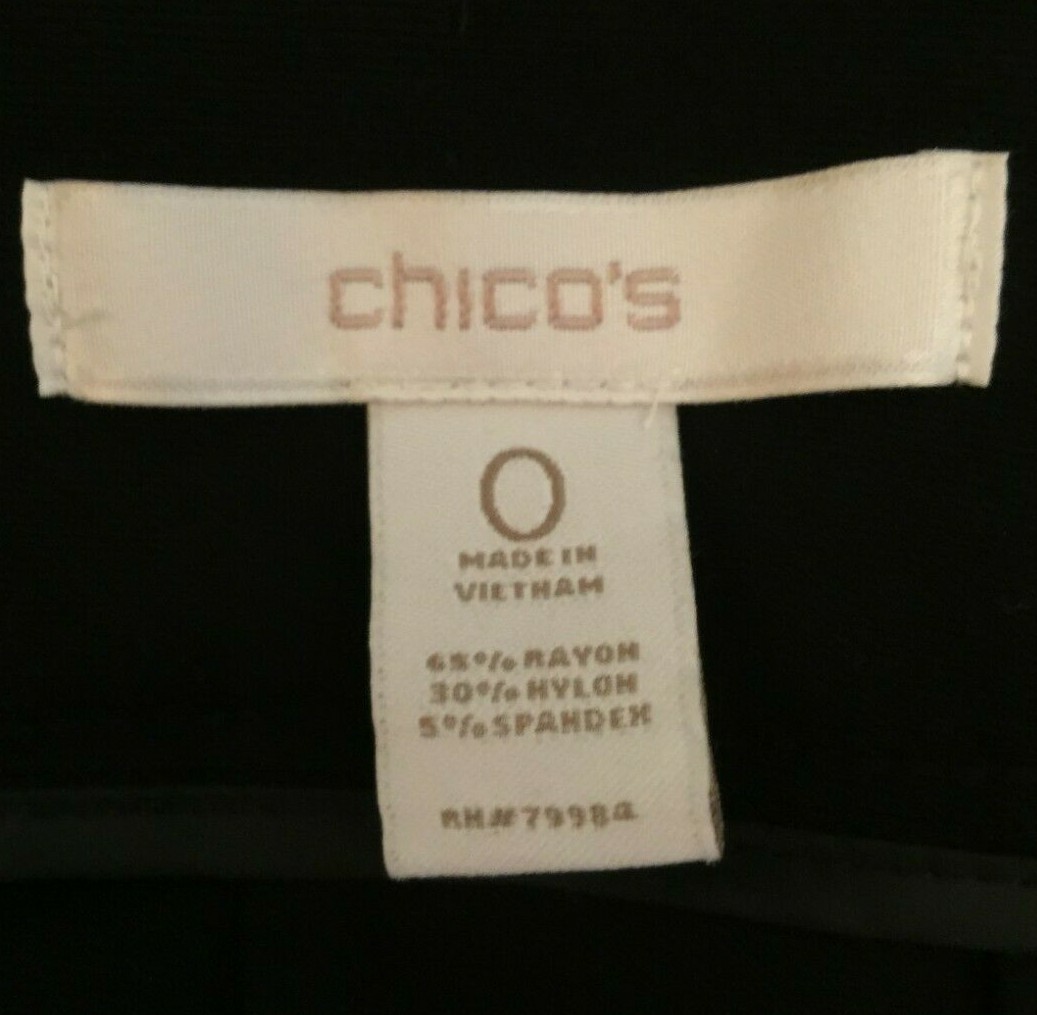 chico's
0
MADE IN
VIETNAM
65% RAYON
30% NYLON
5% SPANDEX
RN# 79984